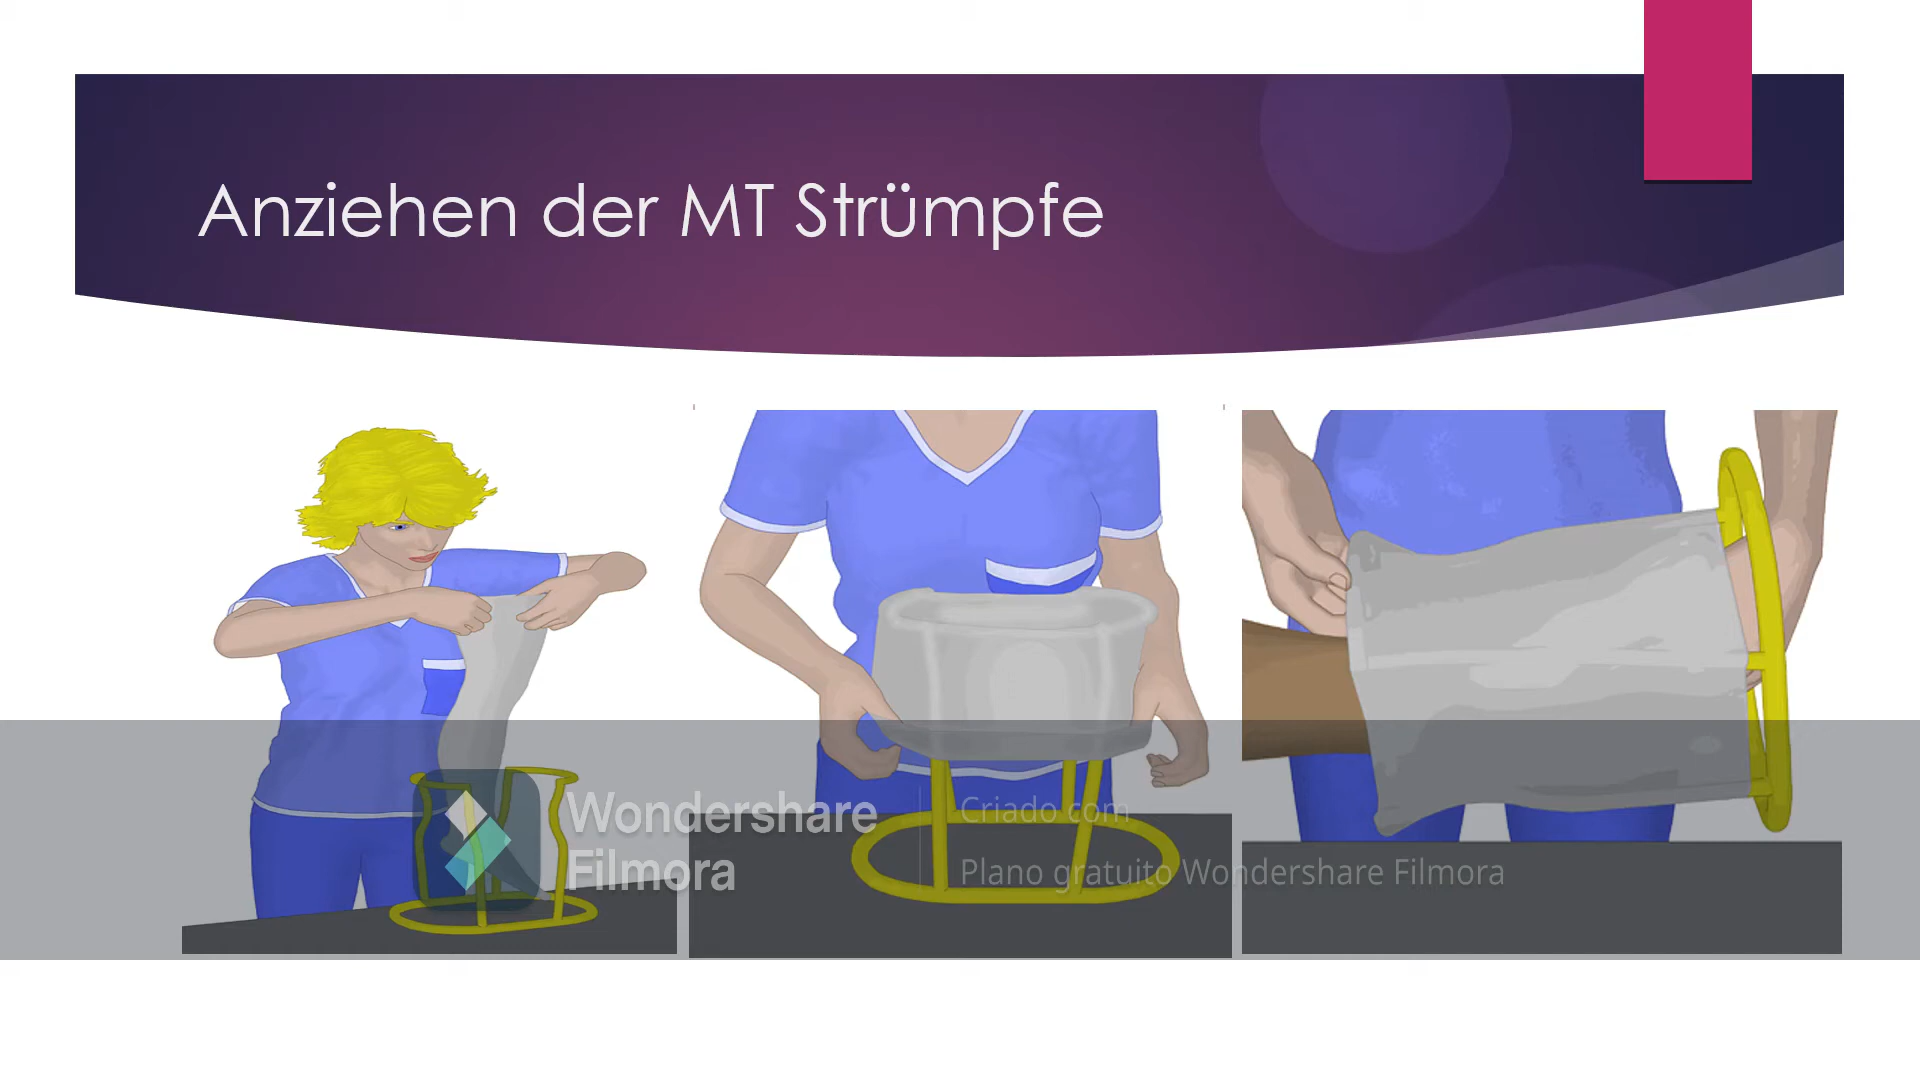 Anziehen der MT Strümpfe
Wondershare
Filmora
Criado com
Plano gratuito Wondershare Filmora